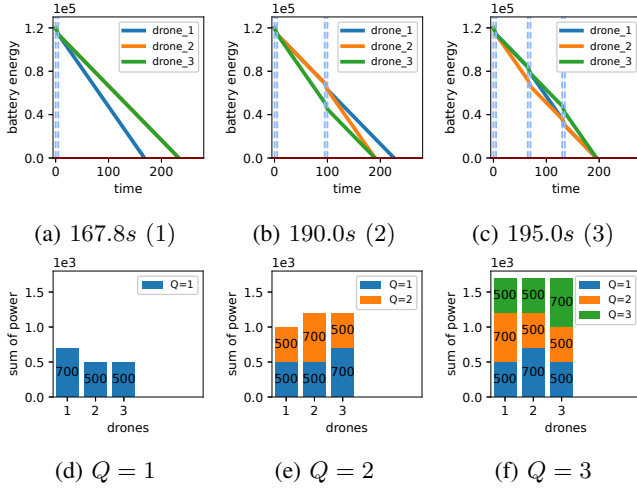 1e5 1e5 1e5
battery energy battery energy battery energy
1.2 1.2 1.2
0.8 0.8 0.8
0.4 0.4 0.4
0.0 0.0 0.0
drone_1 drone_1 drone_1
drone_2 drone_2 drone_2
drone_3 drone_3 drone_3
0 100 200 0 100 200 0 100 200
time time time
(a) 167.8s (1) (b) 190.0s (2) (c) 195.0s (3)
1e3 1e3 1e3
sum of power sum of power sum of power
1.5 1.5 1.5
1.0 1.0 1.0
0.5 0.5 0.5
0.0 0.0 0.0
Q=1 Q=1 Q=1
Q=2 Q=2
Q=3
500 500 700
500 700 500 700 500 500
700 500 500 500 500 700 500 700 500
1 2 3 1 2 3 1 2 3
drones drones drones
(d) Q = 1 (e) Q = 2 (f) Q = 3